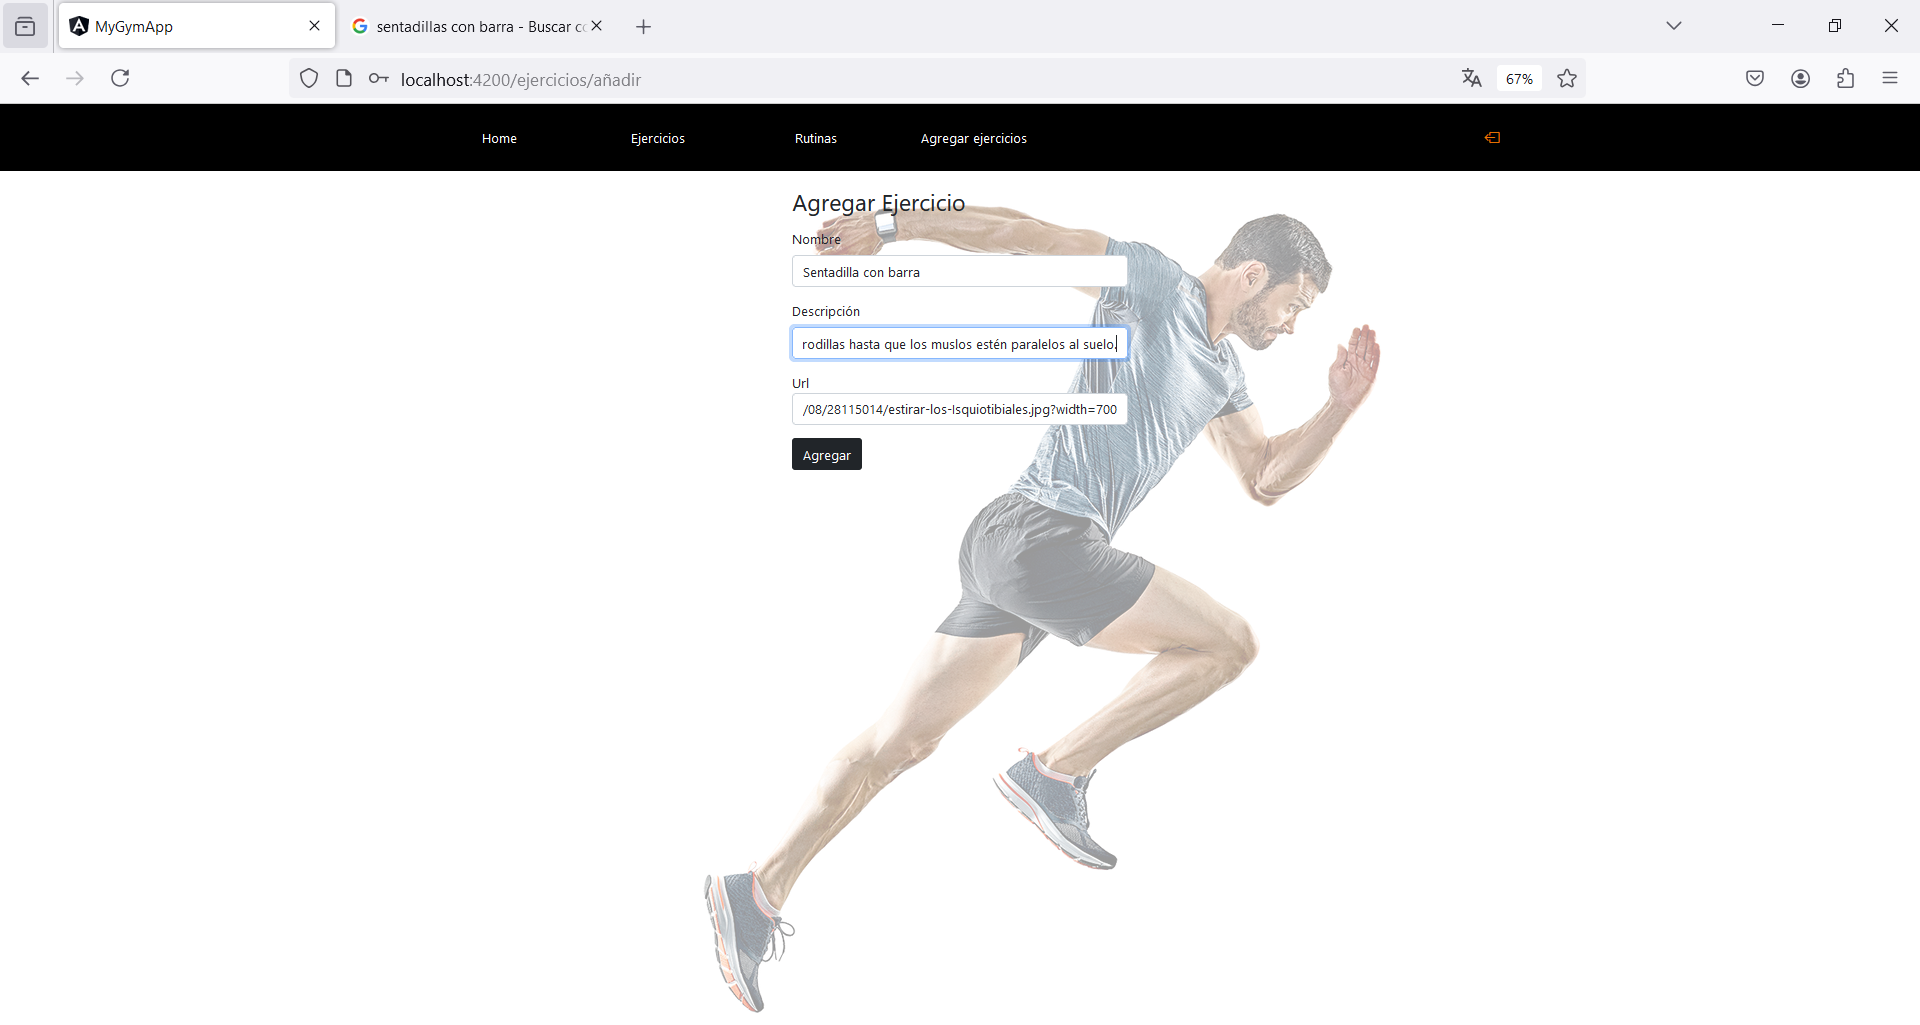 MyGymApp
sentadillas con barra - Buscar co
localhost:4200/ejercicios/añadir
67%
Home
Ejercicios
Rutinas
Agregar ejercicios
Agregar Ejercicio
Nombre
Sentadilla con barra
Descripción
rodillas hasta que los muslos estén paralelos al suelo.
Url
/08/28115014/estirar-los-Isquiotibiales.jpg?width=700
Agregar